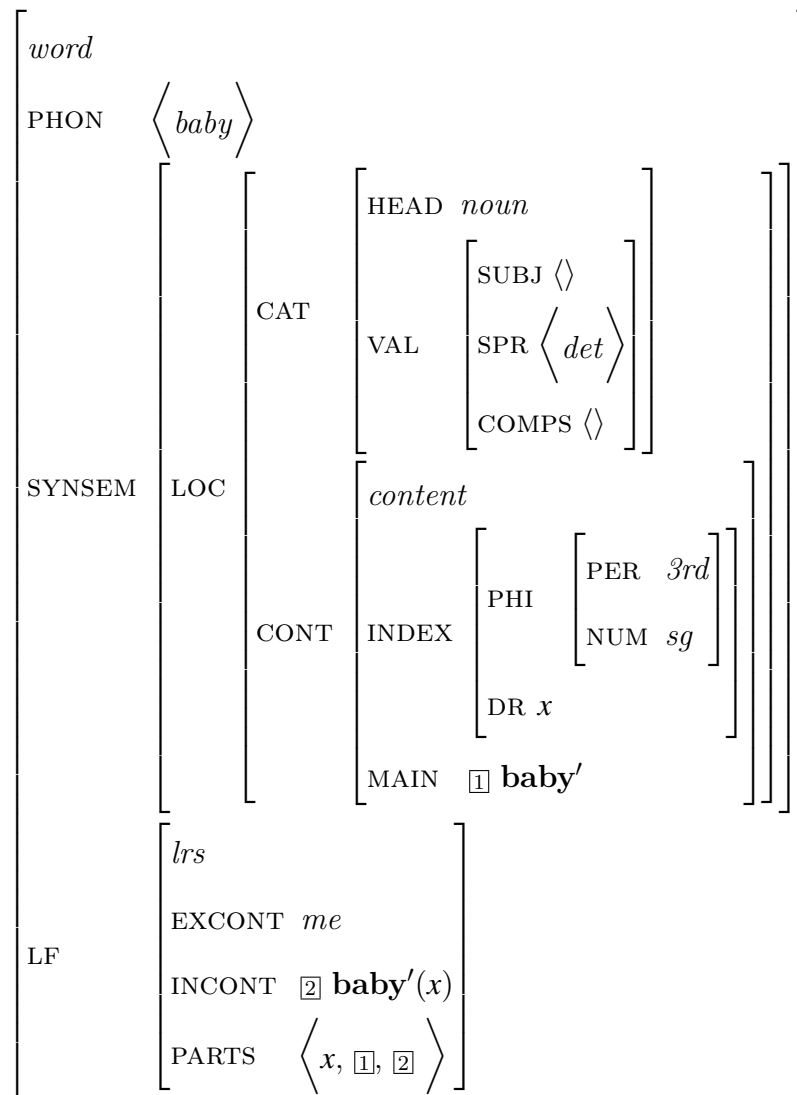 word
PHON ⟨baby⟩
HEAD noun
SUBJ ⟨⟩
CAT
VAL SPR ⟨det⟩
COMPS ⟨⟩
SYNSEM LOC
content
PER 3rd
PHI
CONT INDEX NUM sg
DR x
MAIN 1 baby′
lrs
EXCONT me
LF
INCONT 2 baby′(x)
PARTS ⟨x, 1, 2⟩